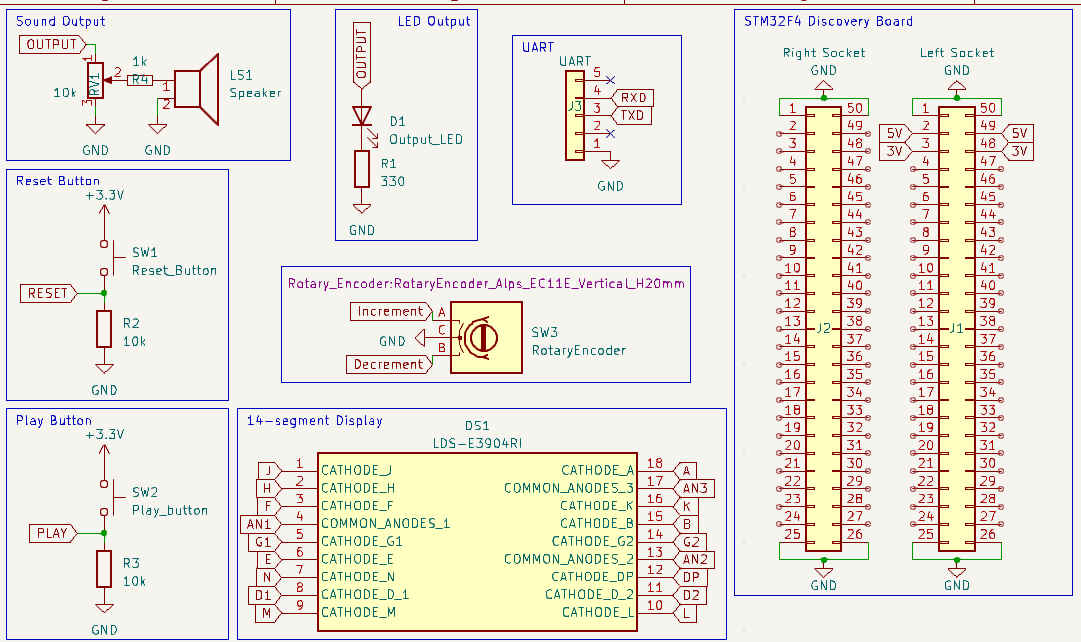 Sound Output
OUTPUT
1
RV1
10k
3
2
1k
R4
1
2
LS1
Speaker
GND
GND
LED Output
OUTPUT
D1
Output_LED
R1
330
GND
UART
UART
J3
5
4
3
2
1
RXD
TXD
GND
STM32F4 Discovery Board
Right Socket
GND
J2
1 50
2 49
3 48
4 47
5 46
6 45
7 44
8 43
9 42
10 41
11 40
12 39
13 38
14 37
15 36
16 35
17 34
18 33
19 32
20 31
21 30
22 29
23 28
24 27
25 26
GND
Left Socket
GND
J1
1 50
5V 2 49 5V
3V 3 48 3V
4 47
5 46
6 45
7 44
8 43
9 42
10 41
11 40
12 39
13 38
14 37
15 36
16 35
17 34
18 33
19 32
20 31
21 30
22 29
23 28
24 27
25 26
GND
Reset Button
+3.3V
SW1
Reset_Button
RESET
R2
10k
GND
Rotary_Encoder:RotaryEncoder_Alps_EC11E_Vertical_H20mm
Increment A
GND C
Decrement B
SW3
RotaryEncoder
Play Button
+3.3V
SW2
Play_button
PLAY
R3
10k
GND
14-segment Display
DS1
LDS-E3904RI
J 1 CATHODE_J CATHODE_A 18 A
H 2 CATHODE_H COMMON_ANODES_3 17 AN3
F 3 CATHODE_F CATHODE_K 16 K
AN1 4 COMMON_ANODES_1 CATHODE_B 15 B
G1 5 CATHODE_G1 CATHODE_G2 14 G2
E 6 CATHODE_E COMMON_ANODES_2 13 AN2
N 7 CATHODE_N CATHODE_DP 12 DP
D1 8 CATHODE_D_1 CATHODE_D_2 11 D2
M 9 CATHODE_M CATHODE_L 10 L